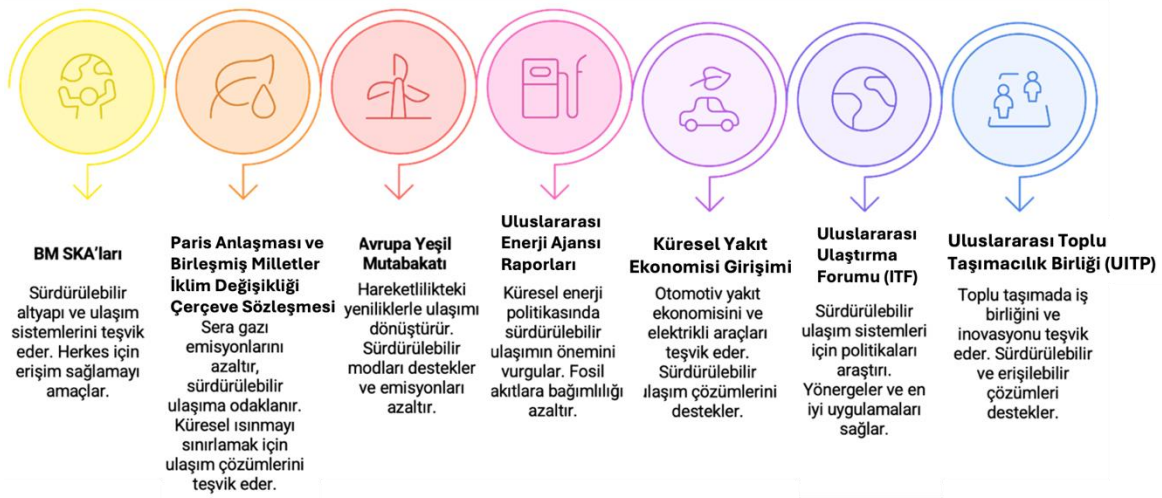 BM SKA’ları
Sürdürülebilir
altyapı ve ulaşım
sistemlerini teşvik
eder. Herkes için
erişim sağlamayı
amaçlar.
Paris Anlaşması ve
Birleşmiş Milletler
İklim Değişikliği
Çerçeve Sözleşmesi
Sera gazı
emisyonlarını
azaltır,
sürdürülebilir
ulaşıma odaklanır.
Küresel ısınmayı
sınırlamak için
ulaşım çözümlerini
teşvik eder.
Avrupa Yeşil
Mutabakatı
Hareketlilikteki
yeniliklerle ulaşımı
dönüştürür.
Sürdürülebilir
modları destekler
ve emisyonları
azaltır.
Uluslararası
Enerji Ajansı
Raporları
Küresel enerji
politikasında
sürdürülebilir
ulaşımın önemini
vurgular. Fosil
akıtlara bağımlılığı
azaltır.
Küresel Yakıt
Ekonomisi Girişimi
Otomotiv yakıt
ekonomisini ve
elektrikli araçları
teşvik eder.
Sürdürülebilir
ılaşım çözümlerini
destekler.
Uluslararası
Ulaştırma
Forumu (ITF)
Sürdürülebilir
ulaşım sistemleri
için politikaları
araştırı.
Yönergeler ve en
iyi uygulamaları
sağlar.
Uluslararası Toplu
Taşımacılık Birliği (UITP)
Toplu taşımada iş
birliğini ve
inovasyonu teşvik
eder. Sürdürülebilir
ve erişilebilir
çözümleri
destekler.